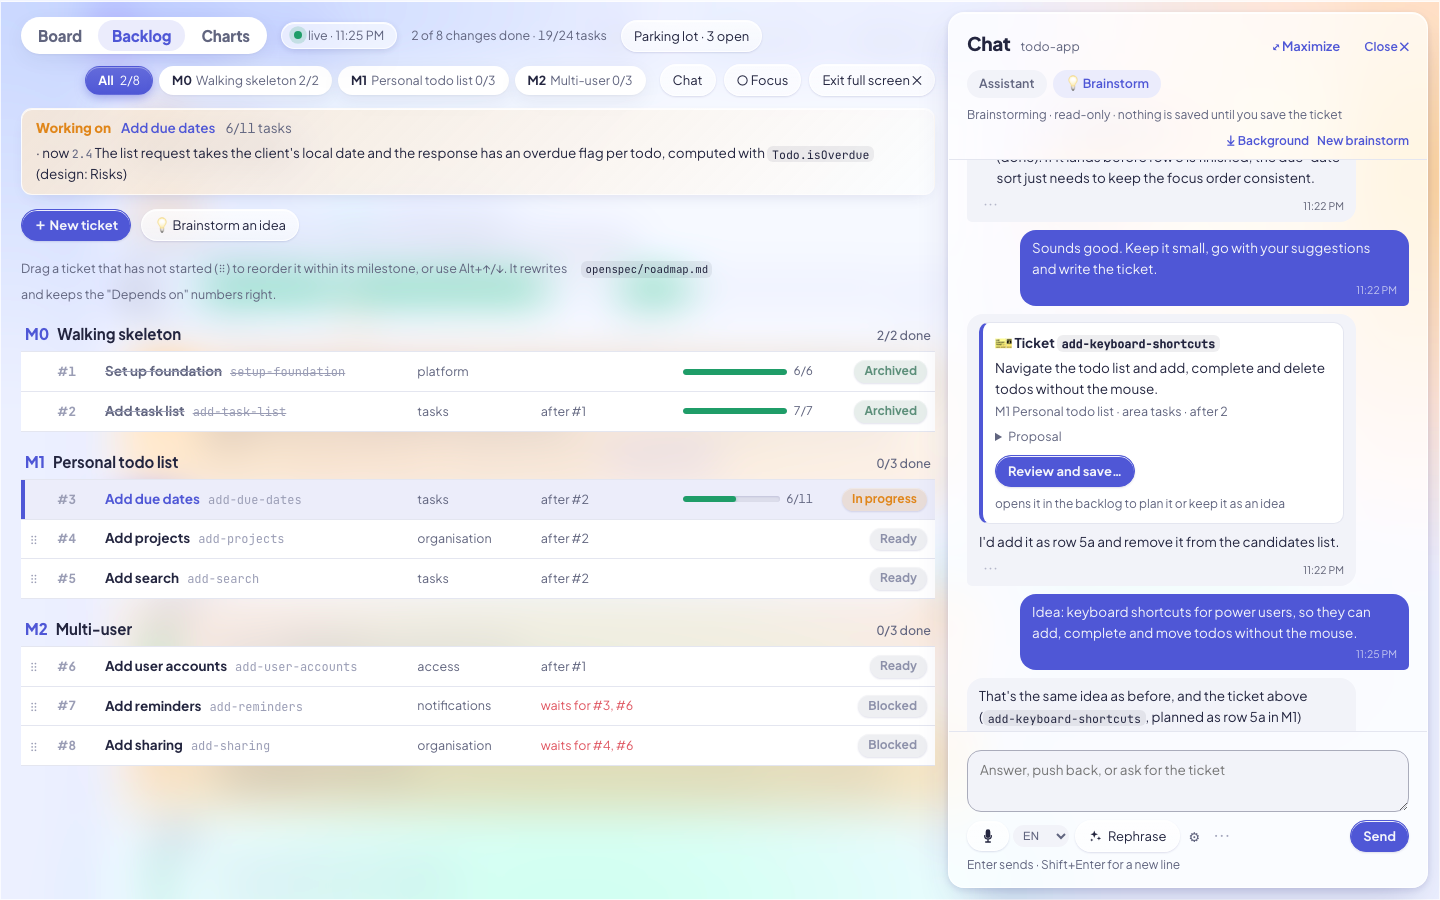 Board Backlog Charts live · 11:25 PM 2 of 8 changes done · 19/24 tasks Parking lot · 3 open
All 2/8 M0 Walking skeleton 2/2 M1 Personal todo list 0/3 M2 Multi-user 0/3 Chat Focus Exit full screen
Working on Add due dates 6/11 tasks
· now 2.4 The list request takes the client's local date and the response has an overdue flag per todo, computed with Todo.isOverdue
(design: Risks)
+ New ticket Brainstorm an idea
Drag a ticket that has not started (⠿) to reorder it within its milestone, or use Alt+↑/↓. It rewrites openspec/roadmap.md
and keeps the "Depends on" numbers right.
M0 Walking skeleton 2/2 done
#1 Set up foundation setup-foundation platform 6/6 Archived
#2 Add task list add-task-list tasks after #1 7/7 Archived
M1 Personal todo list 0/3 done
#3 Add due dates add-due-dates tasks after #2 6/11 In progress
#4 Add projects add-projects organisation after #2 Ready
#5 Add search add-search tasks after #2 Ready
M2 Multi-user 0/3 done
#6 Add user accounts add-user-accounts access after #1 Ready
#7 Add reminders add-reminders notifications waits for #3, #6 Blocked
#8 Add sharing add-sharing organisation waits for #4, #6 Blocked
Chat todo-app Maximize Close
Assistant Brainstorm
Brainstorming · read-only · nothing is saved until you save the ticket
Background New brainstorm
sort just needs to keep the focus order consistent.
··· 11:22 PM
Sounds good. Keep it small, go with your suggestions
and write the ticket.
11:22 PM
Ticket add-keyboard-shortcuts
Navigate the todo list and add, complete and delete
todos without the mouse.
M1 Personal todo list · area tasks · after 2
▶ Proposal
Review and save…
opens it in the backlog to plan it or keep it as an idea
I'd add it as row 5a and remove it from the candidates list.
··· 11:22 PM
Idea: keyboard shortcuts for power users, so they can
add, complete and move todos without the mouse.
11:25 PM
That's the same idea as before, and the ticket above
(add-keyboard-shortcuts, planned as row 5a in M1)
Answer, push back, or ask for the ticket
EN Rephrase ··· Send
Enter sends · Shift+Enter for a new line